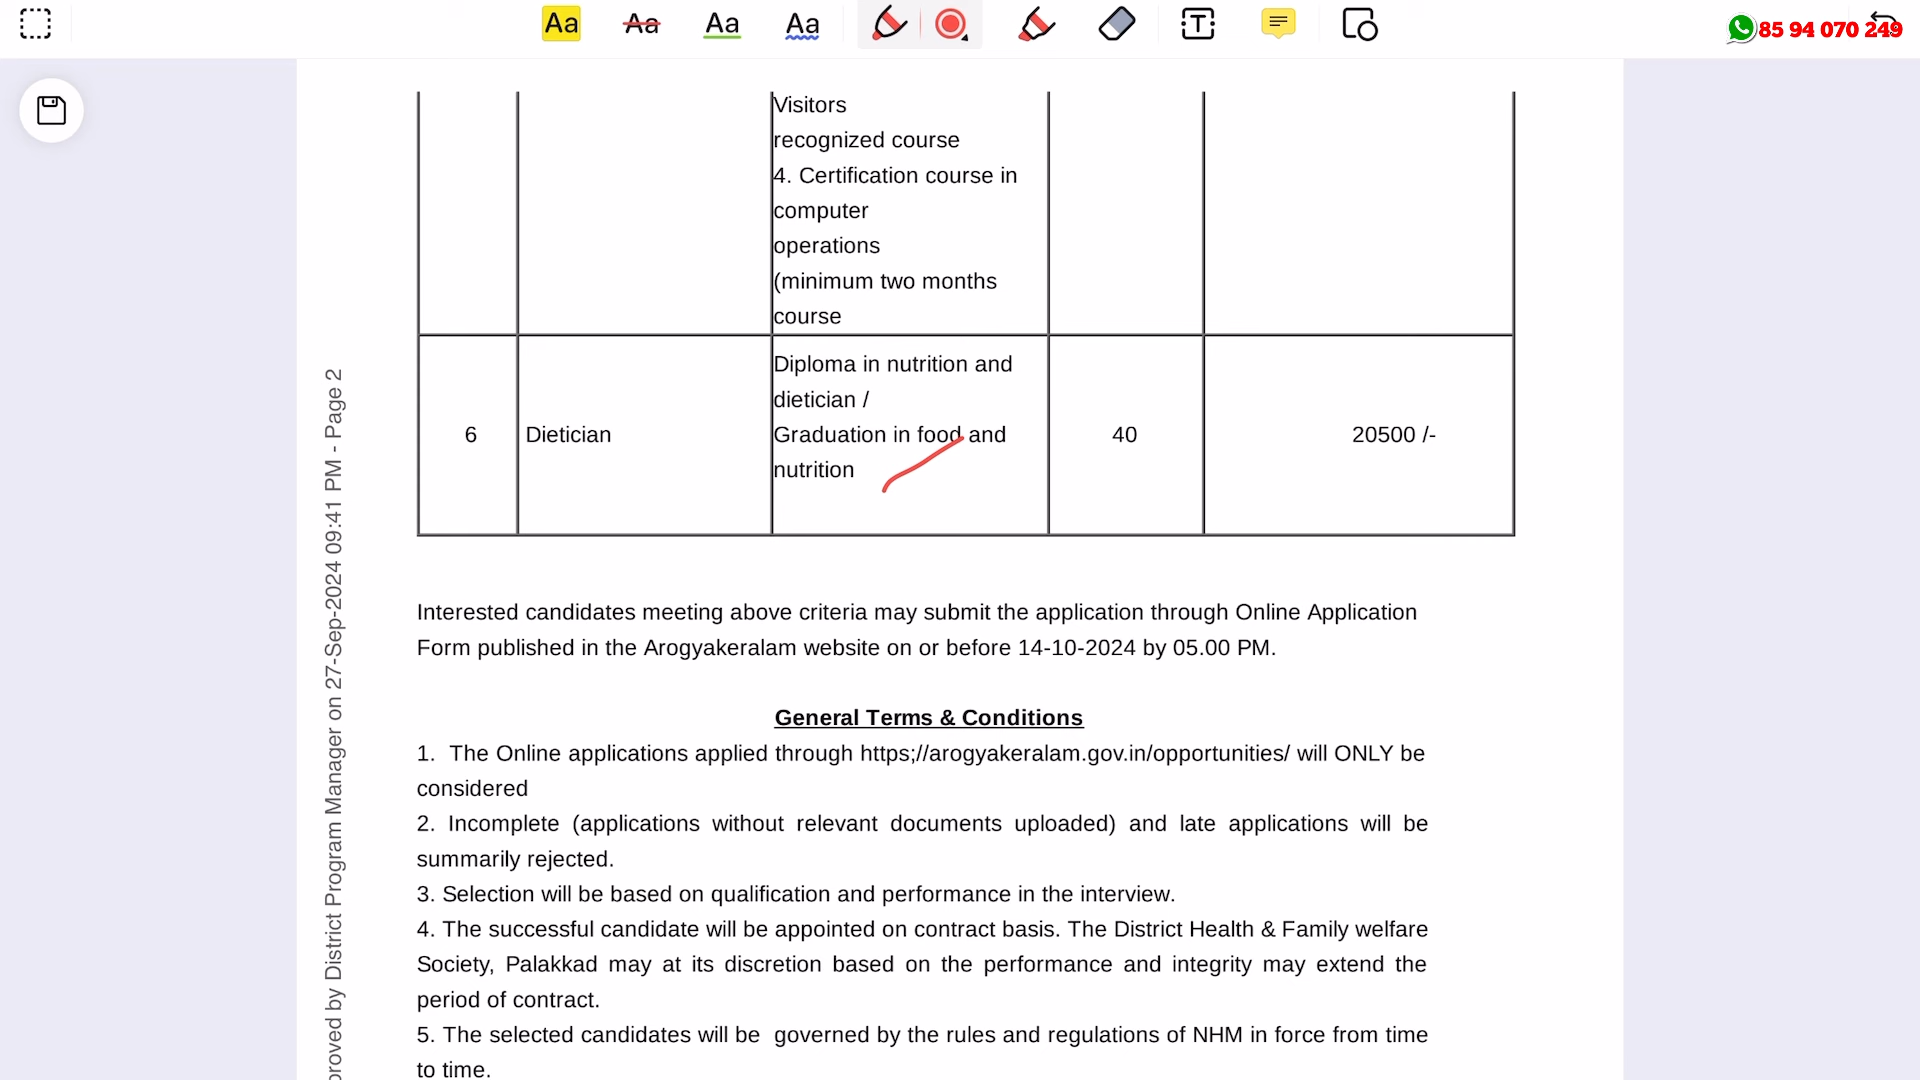 Aa Aa Aa Aa T
85 94 070 249
Visitors
recognized course
4. Certification course in
computer
operations
(minimum two months
course
6 Dietician
Diploma in nutrition and
dietician /
Graduation in food and
nutrition
40
20500 /-
Interested candidates meeting above criteria may submit the application through Online Application
Form published in the Arogyakeralam website on or before 14-10-2024 by 05.00 PM.
General Terms & Conditions
1. The Online applications applied through https;//arogyakeralam.gov.in/opportunities/ will ONLY be
considered
2. Incomplete (applications without relevant documents uploaded) and late applications will be
summarily rejected.
3. Selection will be based on qualification and performance in the interview.
4. The successful candidate will be appointed on contract basis. The District Health & Family welfare
Society, Palakkad may at its discretion based on the performance and integrity may extend the
period of contract.
5. The selected candidates will be governed by the rules and regulations of NHM in force from time
to time.
proved by District Program Manager on 27-Sep-2024 09:41 PM - Page 2